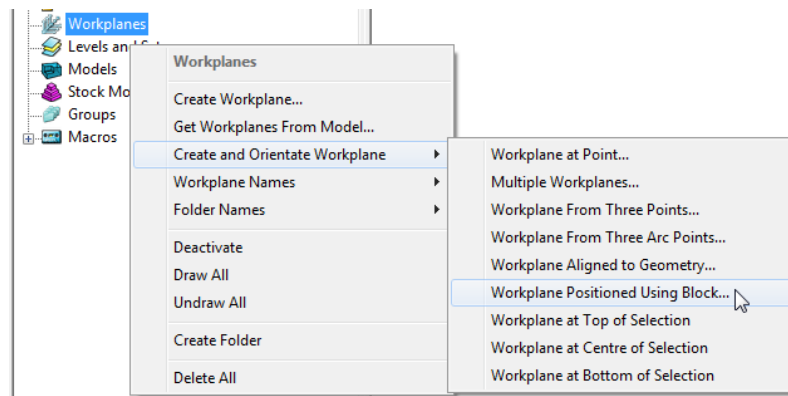 Workplanes
Levels and
Models
Stock Mo
Groups
Macros
Workplanes
Create Workplane...
Get Workplanes From Model...
Create and Orientate Workplane
Workplane Names
Folder Names
Deactivate
Draw All
Undraw All
Create Folder
Delete All
Workplane at Point...
Multiple Workplanes...
Workplane From Three Points...
Workplane From Three Arc Points...
Workplane Aligned to Geometry...
Workplane Positioned Using Block...
Workplane at Top of Selection
Workplane at Centre of Selection
Workplane at Bottom of Selection